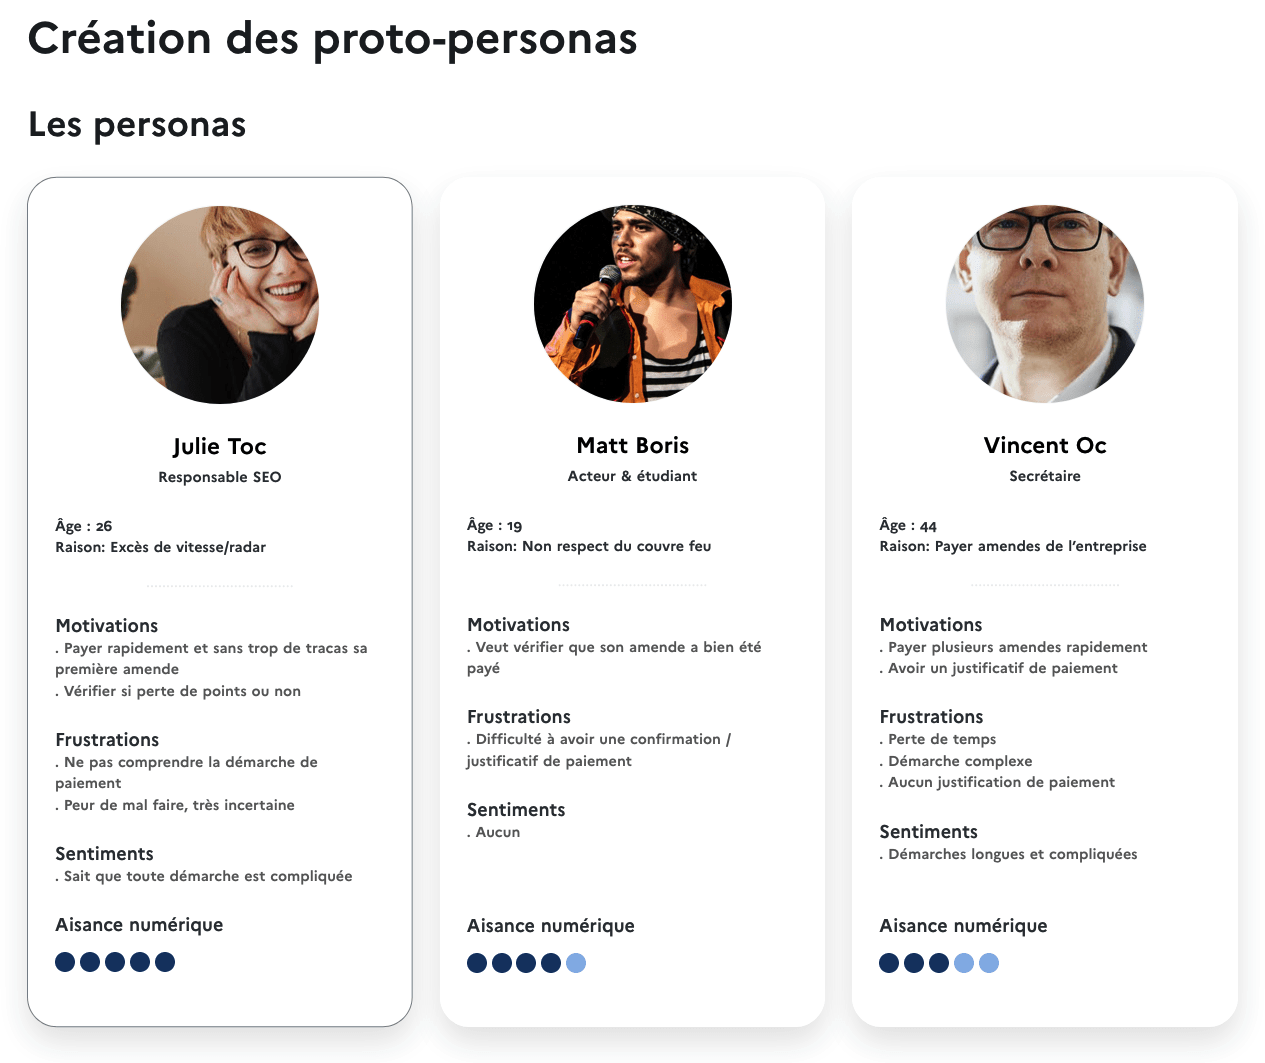 Création des proto-personas
Les personas
Julie Toc
Responsable SEO
Âge : 26
Raison: Excès de vitesse/radar
Motivations
. Payer rapidement et sans trop de tracas sa
première amende
. Vérifier si perte de points ou non
Frustrations
. Ne pas comprendre la démarche de
paiement
. Peur de mal faire, très incertaine
Sentiments
. Sait que toute démarche est compliquée
Aisance numérique
Matt Boris
Acteur & étudiant
Âge : 19
Raison: Non respect du couvre feu
Motivations
. Veut vérifier que son amende a bien été
payé
Frustrations
. Difficulté à avoir une confirmation /
justificatif de paiement
Sentiments
. Aucun
Aisance numérique
Vincent Oc
Secrétaire
Âge : 44
Raison: Payer amendes de l’entreprise
Motivations
. Payer plusieurs amendes rapidement
. Avoir un justificatif de paiement
Frustrations
. Perte de temps
. Démarche complexe
. Aucun justification de paiement
Sentiments
. Démarches longues et compliquées
Aisance numérique